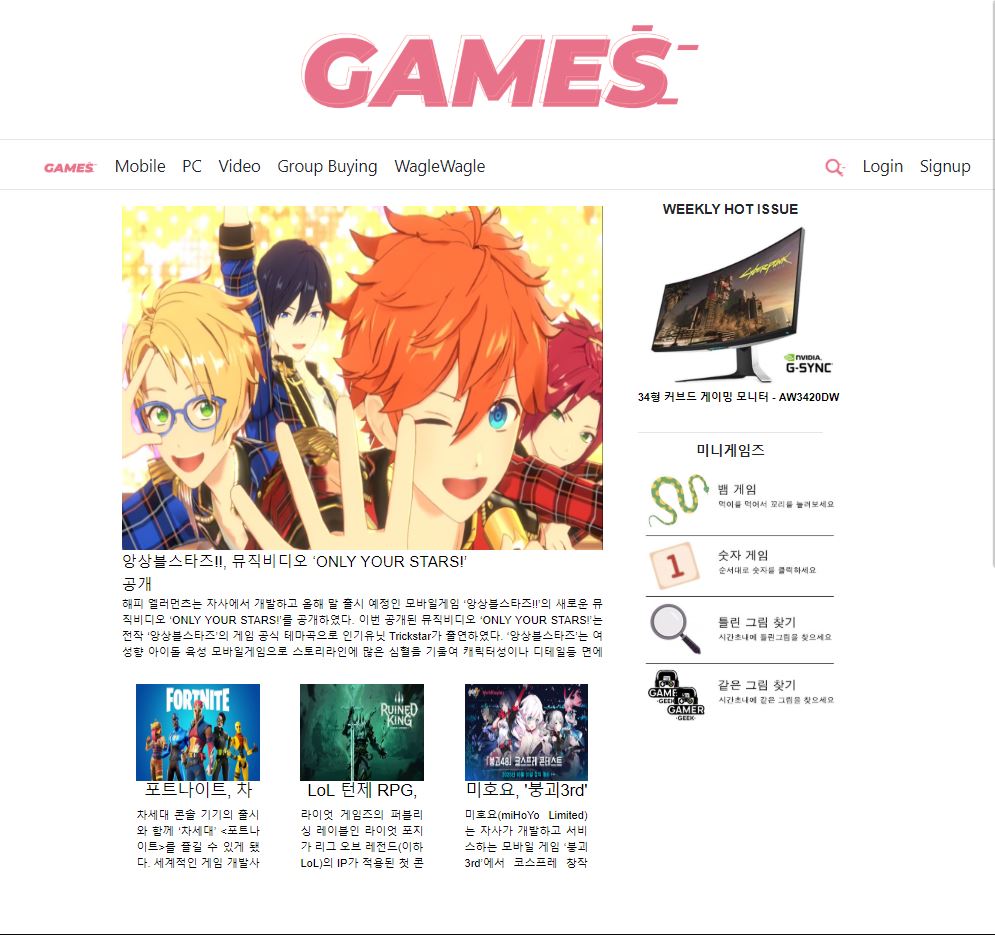 GAMES
GAMES Mobile PC Video Group Buying WagleWagle Login Signup
앙상블스타즈!!, 뮤직비디오 ‘ONLY YOUR STARS!’
공개
해피 엘러먼츠는 자사에서 개발하고 올해 말 출시 예정인 모바일게임 ‘앙상블스타즈!!’의 새로운 뮤
직비디오 ‘ONLY YOUR STARS!’를 공개하였다. 이번 공개된 뮤직비디오 ‘ONLY YOUR STARS!’는
전작 ‘앙상블스타즈’의 게임 공식 테마곡으로 인기유닛 Trickstar가 출연하였다. ‘앙상블스타즈’는 여
성향 아이돌 육성 모바일게임으로 스토리라인에 많은 심혈을 기울여 캐릭터성이나 디테일등 면에
FORTNITE
포트나이트, 차
차세대 콘솔 기기의 출시
와 함께 ‘차세대’ <포트나
이트>를 즐길 수 있게 됐
다. 세계적인 게임 개발사
RUINED
KING
LoL 턴제 RPG,
라이엇 게임즈의 퍼블리
싱 레이블인 라이엇 포지
가 리그 오브 레전드(이하
LoL)의 IP가 적용된 첫 콘
[붕괴48] 코스프레 콘테스트
미호요, '붕괴3rd'
미호요(miHoYo Limited)
는 자사가 개발하고 서비
스하는 모바일 게임 ‘붕괴
3rd’에서 코스프레 창작
WEEKLY HOT ISSUE
CYBERPUNK
NVIDIA.
G-SYNC
34형 커브드 게이밍 모니터 - AW3420DW
미니게임즈
뱀 게임
먹이를 먹어서 꼬리를 늘려보세요
1
숫자 게임
순서대로 숫자를 클릭하세요
틀린 그림 찾기
시간초내에 틀린그림을 찾으세요
GAMER
GEEK
GAMER
GEEK
같은 그림 찾기
시간초내에 같은 그림을 찾으세요